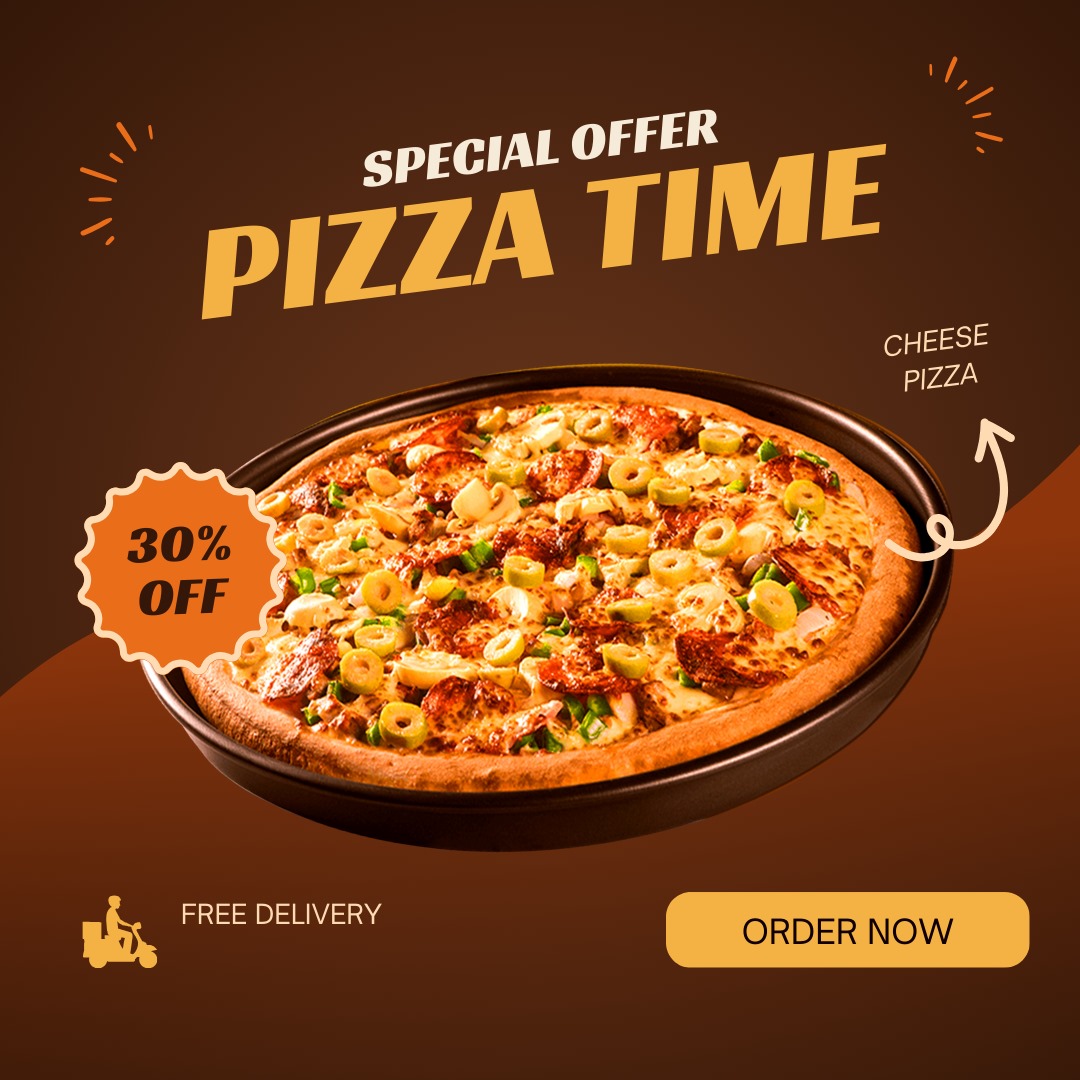 SPECIAL OFFER
PIZZA TIME
CHEESE
PIZZA
30%
OFF
FREE DELIVERY
ORDER NOW